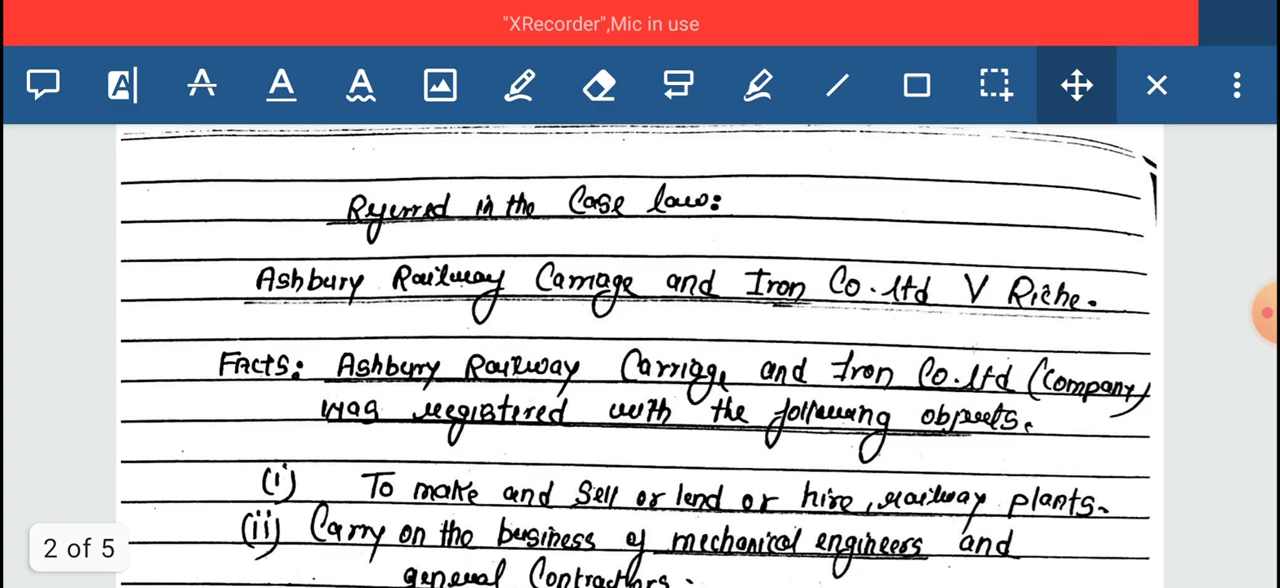 "XRecorder",Mic in use
Referred in the Case law:
Ashbury Railway Carriage and Iron Co. ltd V Riche.
Facts: Ashbury Railway Carriage and Iron Co. ltd (Company)
was registered with the following objects.
(i) To make and sell or lend or hire, railway plants.
(ii) Carry on the business of mechanical engineers and
general Contractors.
2 of 5